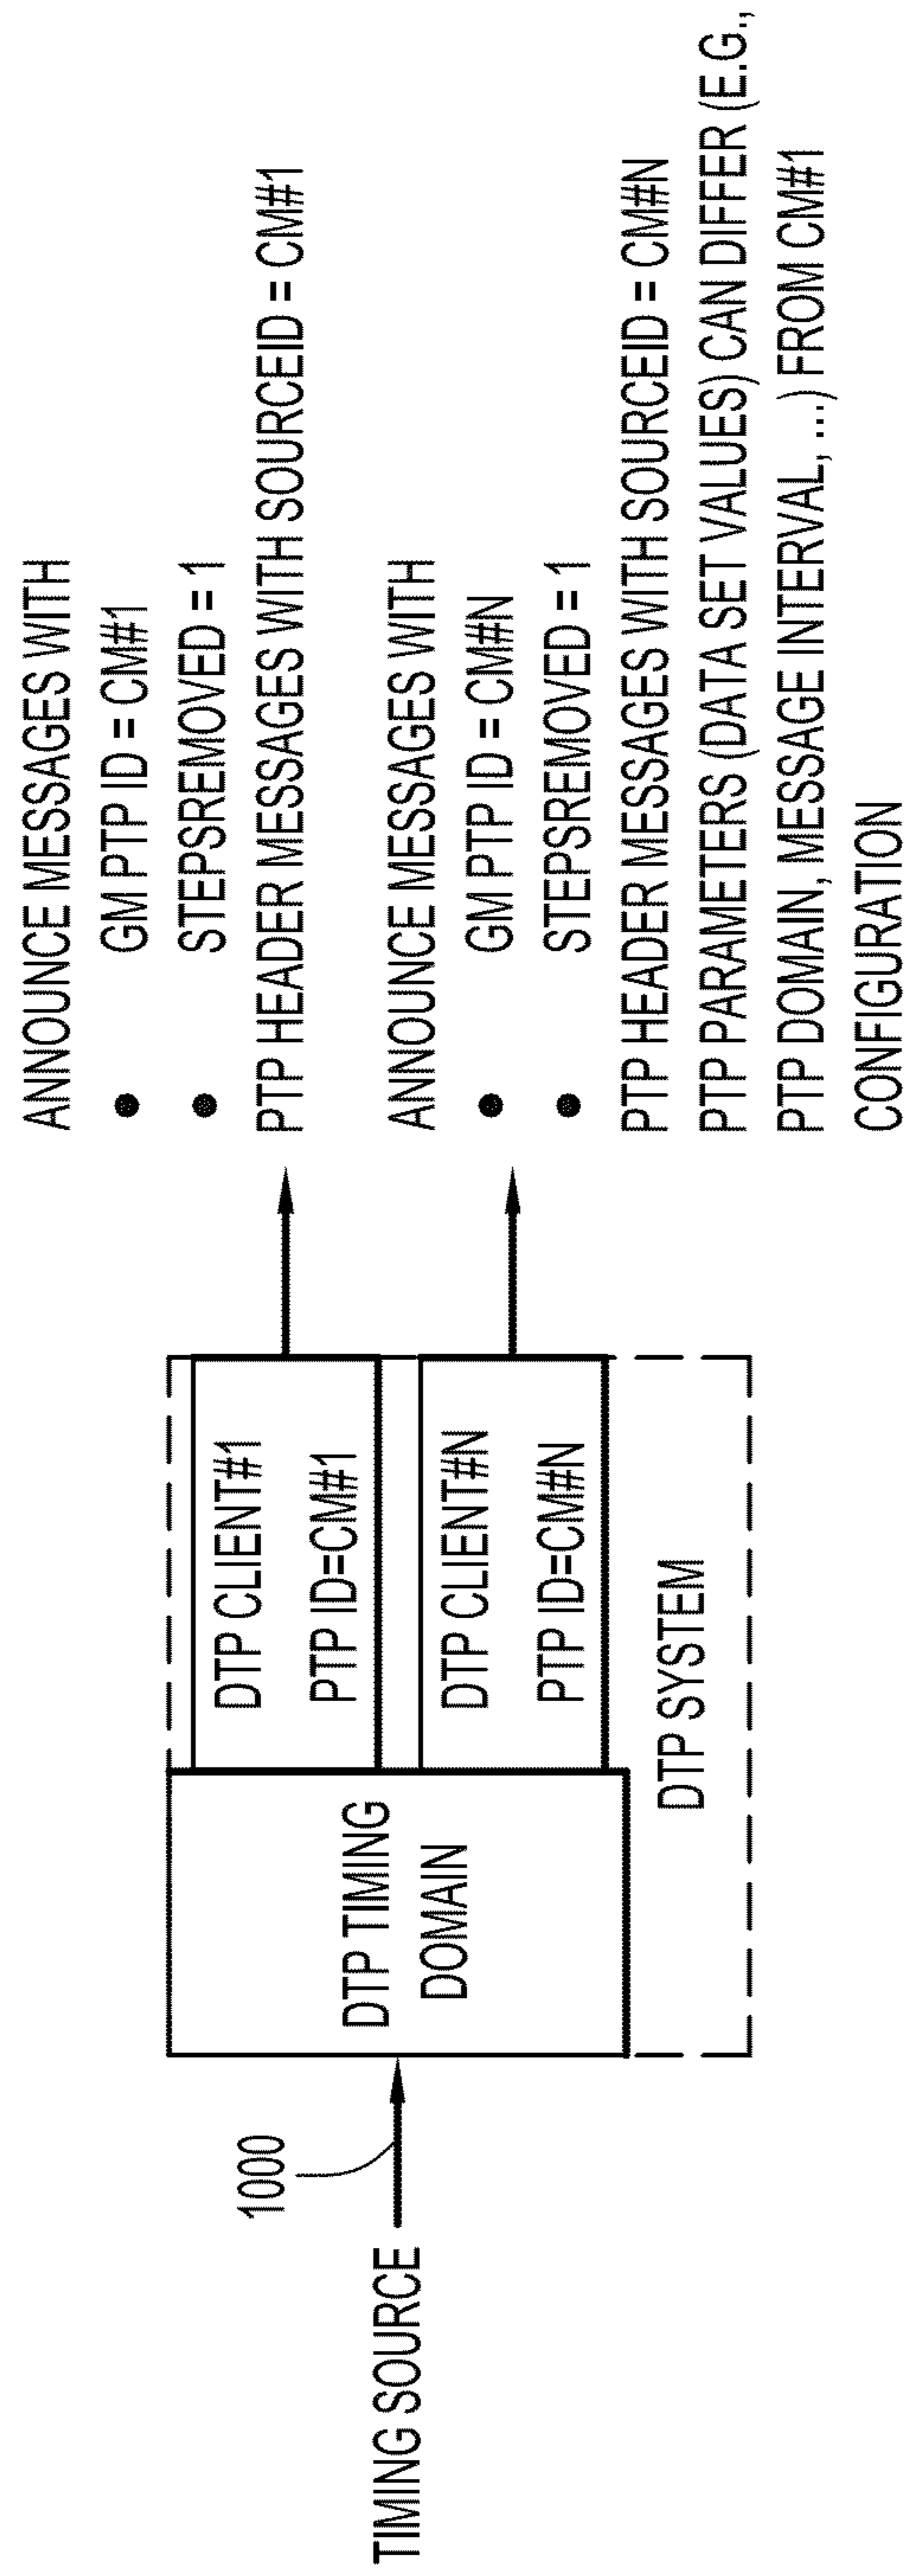 TIMING SOURCE
1000
DTP TIMING
DOMAIN
DTP CLIENT#1
PTP ID=CM#1
DTP CLIENT#N
PTP ID=CM#N
DTP SYSTEM
ANNOUNCE MESSAGES WITH
• GM PTP ID = CM#1
• STEPSREMOVED = 1
PTP HEADER MESSAGES WITH SOURCEID = CM#1
ANNOUNCE MESSAGES WITH
• GM PTP ID = CM#N
• STEPSREMOVED = 1
PTP HEADER MESSAGES WITH SOURCEID = CM#N
PTP PARAMETERS (DATA SET VALUES) CAN DIFFER (E.G.,
PTP DOMAIN, MESSAGE INTERVAL, ...) FROM CM#1
CONFIGURATION